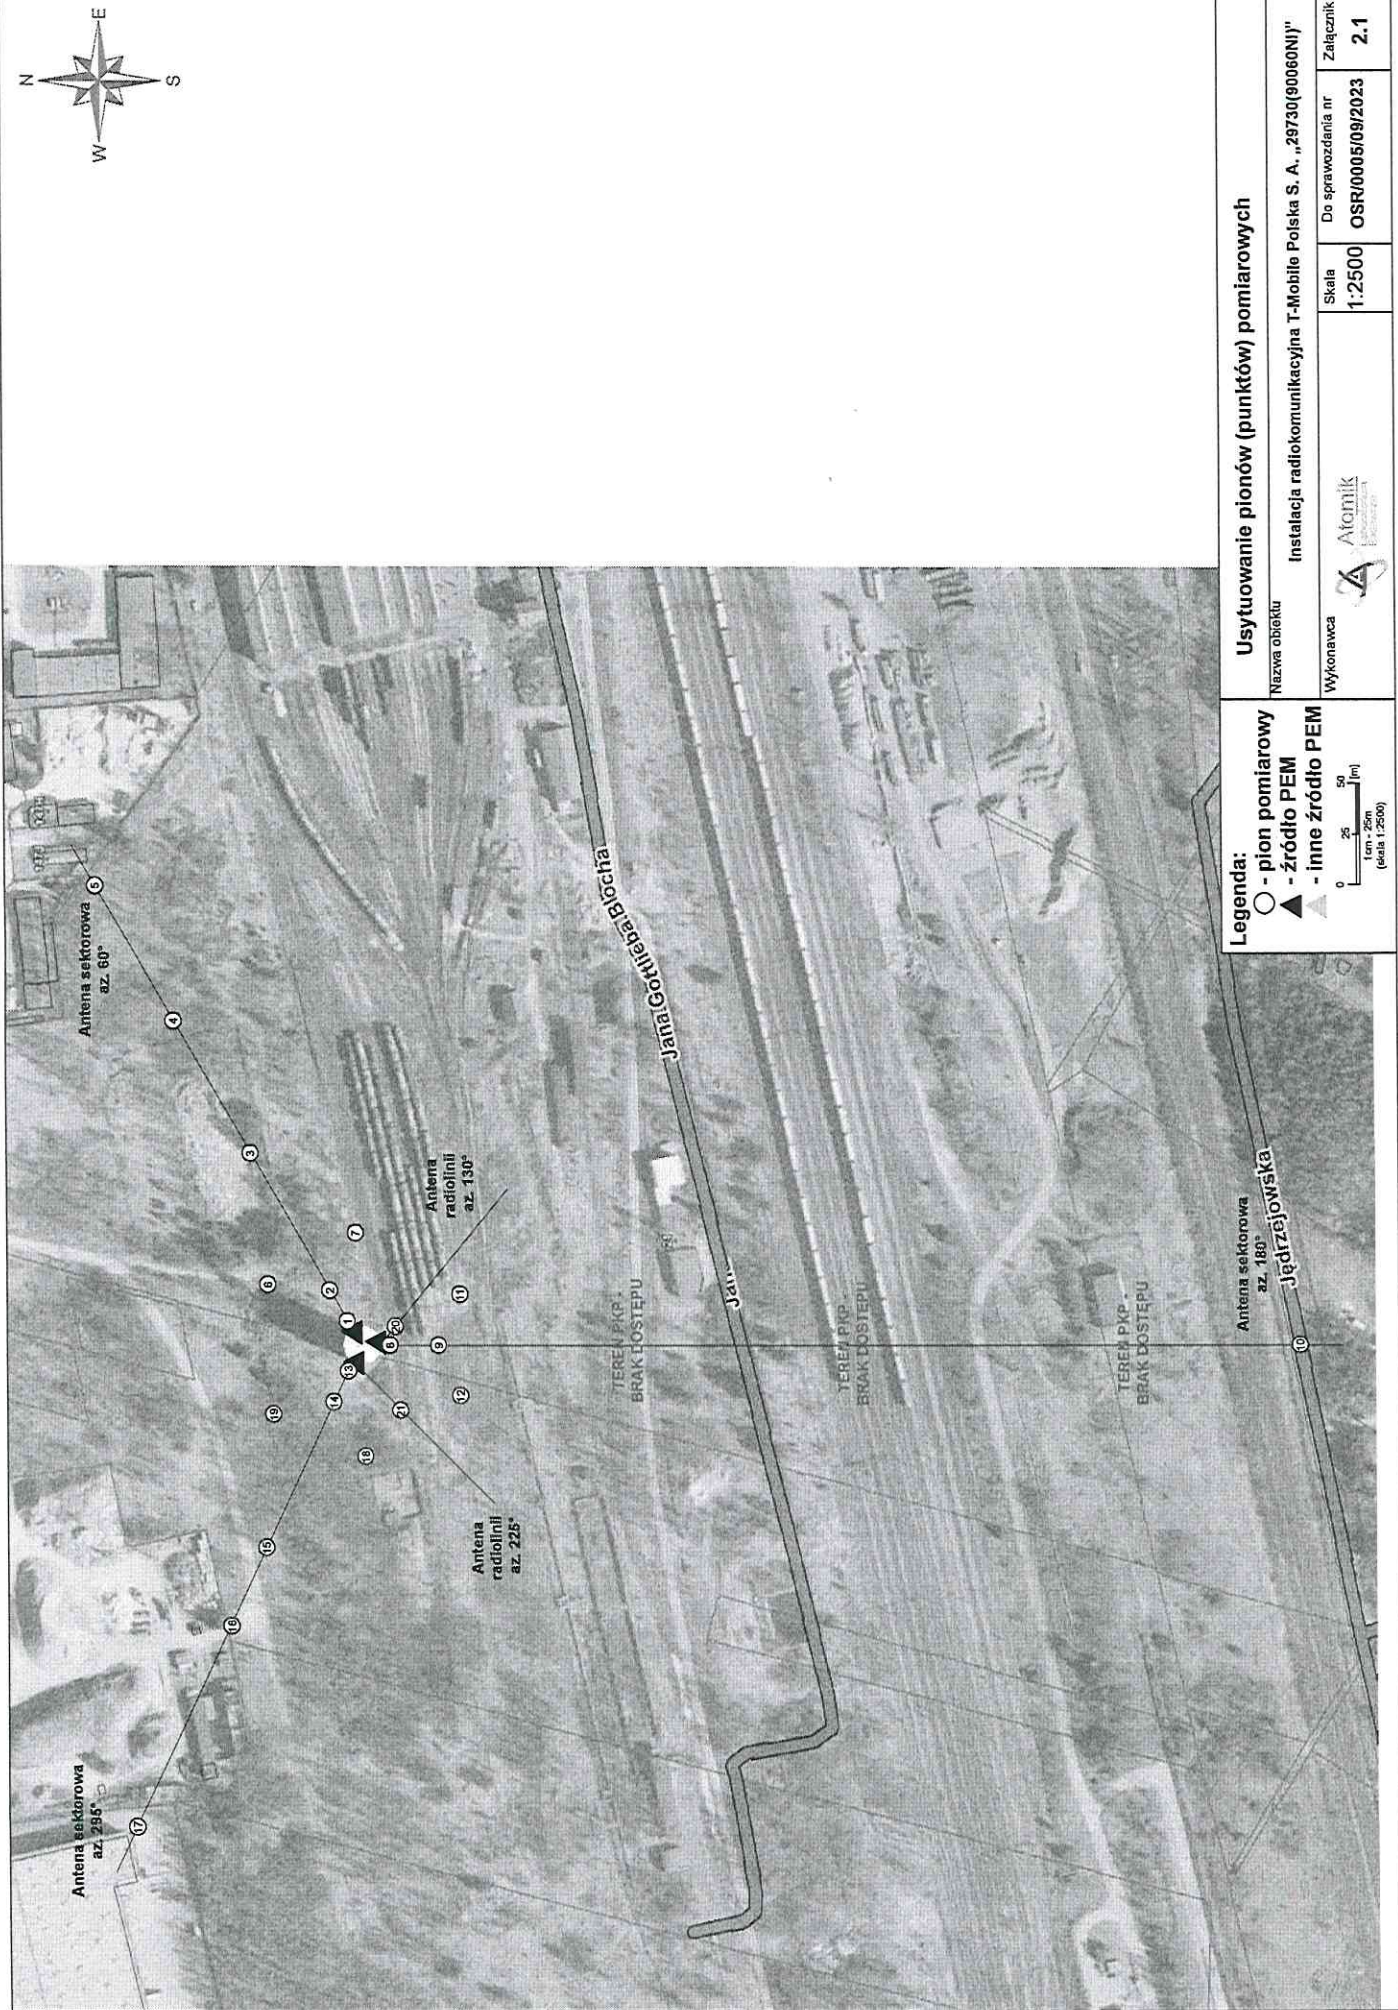 N
W
E
S
Antena sektorowa
az. 60°
5
4
3
6
7
2
1
Antena
radiolinii
az. 130°
20
8
9
11
12
13
14
19
18
21
15
16
17
Antena sektorowa
az. 295°
Antena
radiolinii
az. 225°
Jana Gottlieba Blocha
TEREN PKP -
BRAK DOSTĘPU
TEREN PKP -
BRAK DOSTĘPU
TEREN PKP -
BRAK DOSTĘPU
Antena sektorowa
az. 180°
Jędrzejowska
10
Legenda:
- pion pomiarowy
- źródło PEM
- inne źródło PEM
0 25 50 [m]
1cm - 25m
(skala 1:2500)
Usytuowanie pionów (punktów) pomiarowych
Nazwa obiektu
Instalacja radiokomunikacyjna T-Mobile Polska S. A. „29730(90060NI)"
Wykonawca
Atomik
Skala
1:2500
Do sprawozdania nr
OSR/0005/09/2023
Załącznik
2.1